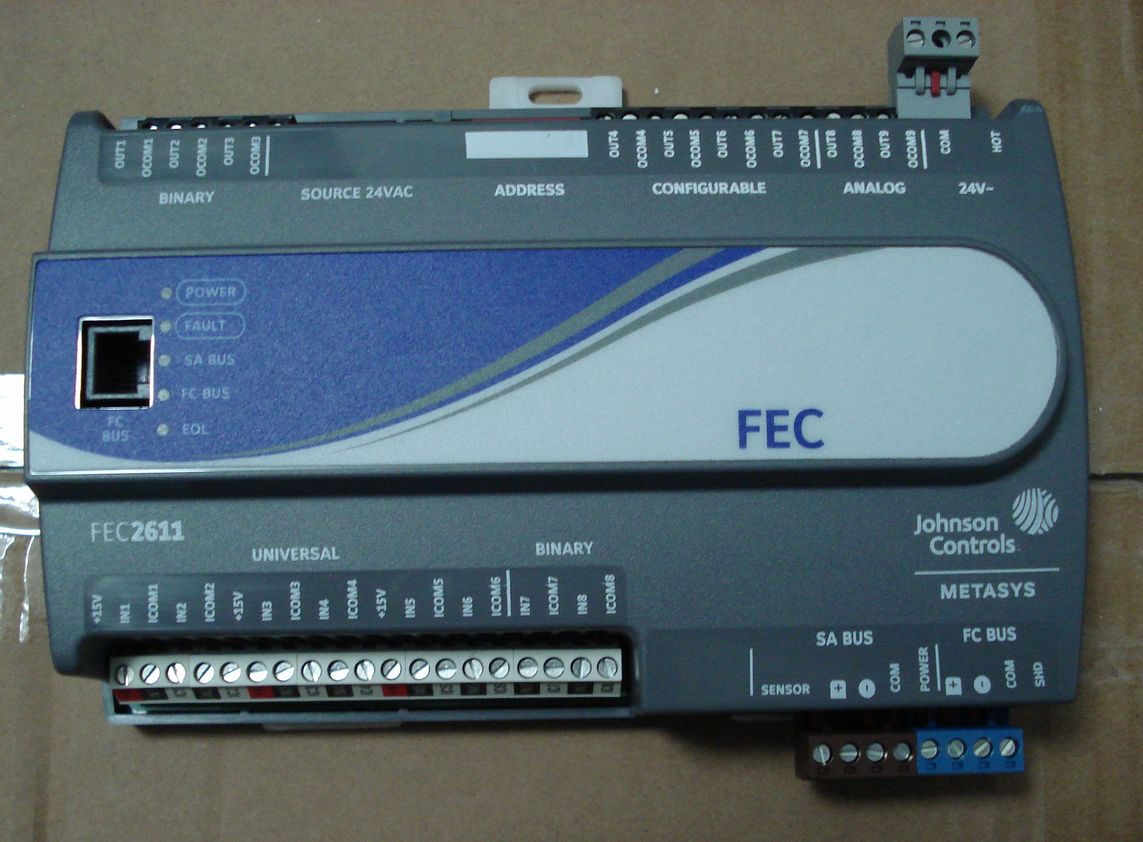 OUT1 OCOM1 OUT2 OCOM2 OUT3 OCOM3
BINARY
SOURCE 24VAC
ADDRESS
OUT4 OCOM4 OUT5 OCOM5 OUT6 OCOM6 OUT7 OCOM7
CONFIGURABLE
OUT8 OCOM8 OUT9 OCOM9
ANALOG
COM HOT
24V~
POWER
FAULT
SA BUS
FC BUS
EOL
FC
BUS
FEC
FEC2611
Johnson
Controls
METASYS
UNIVERSAL
BINARY
+15V IN1 ICOM1 IN2 ICOM2 +15V IN3 ICOM3 IN4 ICOM4 +15V IN5 ICOM5 IN6 ICOM6 IN7 ICOM7 IN8 ICOM8
SA BUS
FC BUS
SENSOR + - COM POWER + - COM SHD